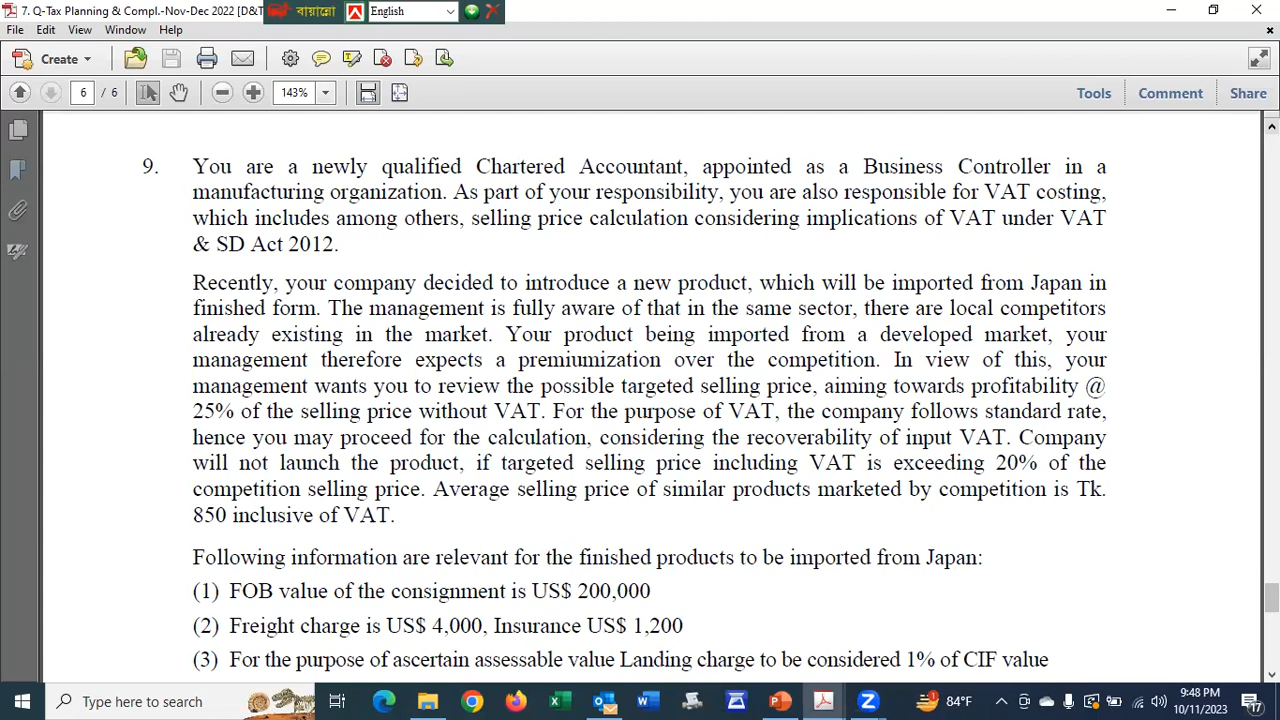 7. Q-Tax Planning & Compl.-Nov-Dec 2022 [D&T
বায়ান্নো
English
File Edit View Window Help
Create
6 / 6
143%
Tools Comment Share
9. You are a newly qualified Chartered Accountant, appointed as a Business Controller in a
manufacturing organization. As part of your responsibility, you are also responsible for VAT costing,
which includes among others, selling price calculation considering implications of VAT under VAT
& SD Act 2012.
Recently, your company decided to introduce a new product, which will be imported from Japan in
finished form. The management is fully aware of that in the same sector, there are local competitors
already existing in the market. Your product being imported from a developed market, your
management therefore expects a premiumization over the competition. In view of this, your
management wants you to review the possible targeted selling price, aiming towards profitability @
25% of the selling price without VAT. For the purpose of VAT, the company follows standard rate,
hence you may proceed for the calculation, considering the recoverability of input VAT. Company
will not launch the product, if targeted selling price including VAT is exceeding 20% of the
competition selling price. Average selling price of similar products marketed by competition is Tk.
850 inclusive of VAT.
Following information are relevant for the finished products to be imported from Japan:
(1) FOB value of the consignment is US$ 200,000
(2) Freight charge is US$ 4,000, Insurance US$ 1,200
(3) For the purpose of ascertain assessable value Landing charge to be considered 1% of CIF value
Type here to search
84°F
9:48 PM
10/11/2023
17